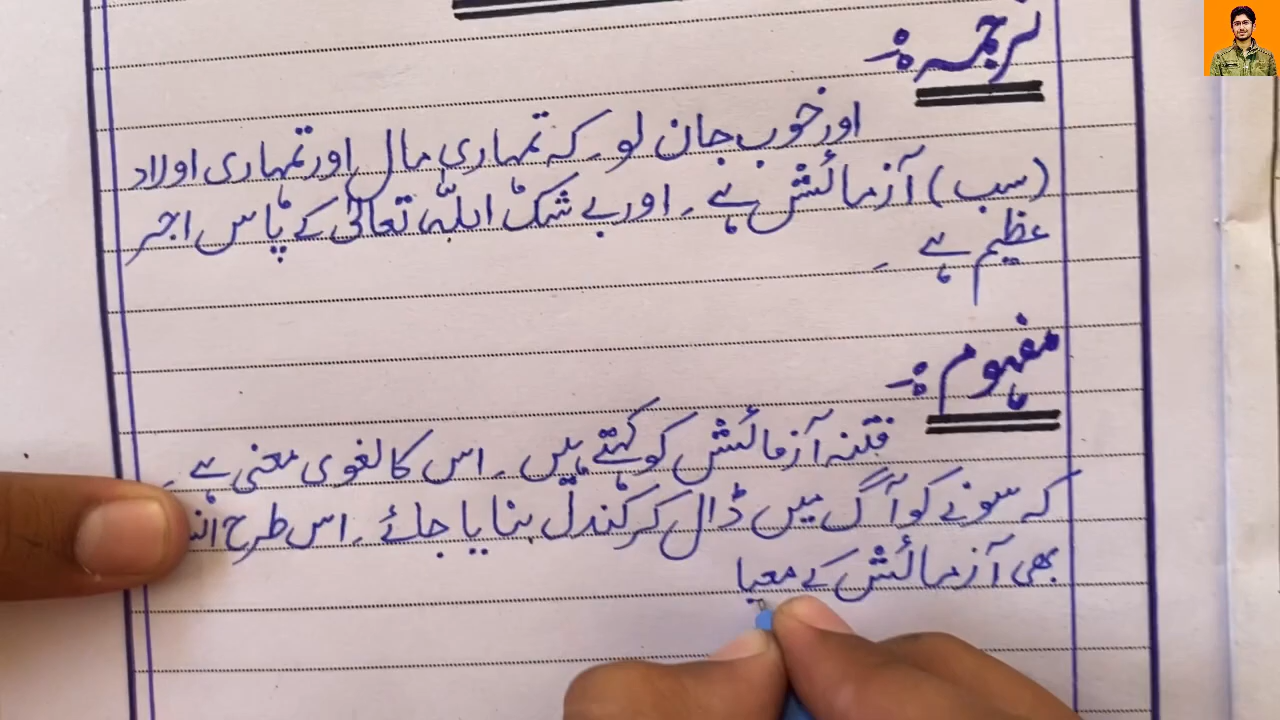 ترجمہ:-
اور خوب جان لو۔ کہ تمہاری مال اور تمہاری اولاد
(سب) آزمائش ہے۔ اور بے شک اللہ تعالیٰ کے پاس اجر
عظیم ہے۔
مفہوم:-
فتنہ آزمائش کو کہتے ہیں۔ اس کا لغوی معنی ہے۔
کہ سونے کو آگ میں ڈال کر کندل بنایا جائے۔ اس طرح
بھی آزمائش کے معیا